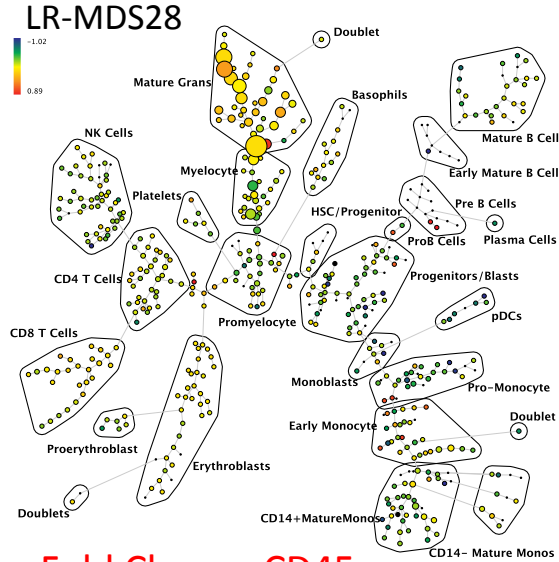 LR-MDS28
−1.02
0.89
Doublet
Mature Grans
Basophils
Mature B Cell
NK Cells
Early Mature B Cell
Myelocyte
Platelets
Pre B Cells
HSC/Progenitor
ProB Cells
Plasma Cells
CD4 T Cells
Progenitors/Blasts
pDCs
Promyelocyte
CD8 T Cells
Monoblasts
Pro-Monocyte
Doublet
Early Monocyte
Proerythroblast
Erythroblasts
Doublets
CD14+MatureMonos
CD14- Mature Monos